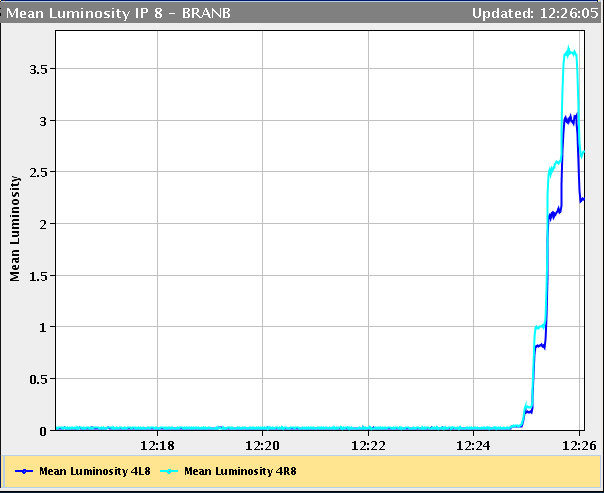 Mean Luminosity IP 8 - BRANB Updated: 12:26:05
3.5
3
2.5
2
1.5
1
0.5
0
Mean Luminosity
12:18 12:20 12:22 12:24 12:26
Mean Luminosity 4L8 Mean Luminosity 4R8